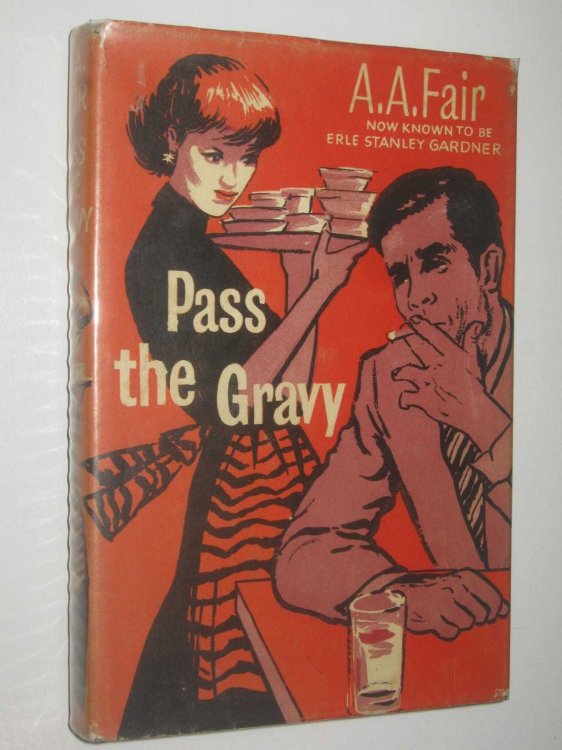 A.A.Fair
NOW KNOWN TO BE
ERLE STANLEY GARDNER
Pass
the Gravy